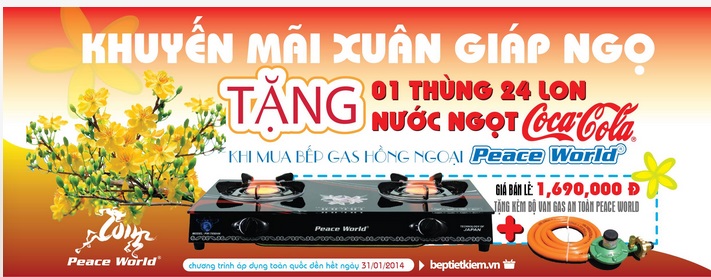 KHUYẾN MÃI XUÂN GIÁP NGỌ
TẶNG
01 THÙNG 24 LON
NƯỚC NGỌT Coca-Cola
KHI MUA BẾP GAS HỒNG NGOẠI Peace World®
GIÁ BÁN LẺ: 1,690,000 Đ
TẶNG KÈM BỘ VAN GAS AN TOÀN PEACE WORLD
+
Peace World®
JAPAN
Peace World®
chương trình áp dụng toàn quốc đến hết ngày 31/01/2014
beptietkiem.vn